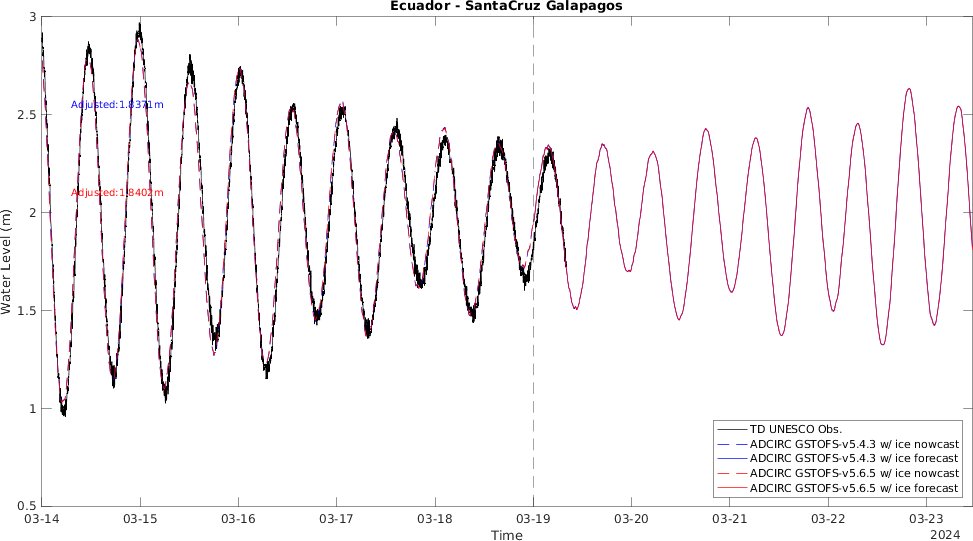 Ecuador - SantaCruz Galapagos
3
2.5
2
1.5
1
0.5
Water Level (m)
Adjusted:1.8371m
Adjusted:1.8402m
TD UNESCO Obs.
ADCIRC GSTOFS-v5.4.3 w/ ice nowcast
ADCIRC GSTOFS-v5.4.3 w/ ice forecast
ADCIRC GSTOFS-v5.6.5 w/ ice nowcast
ADCIRC GSTOFS-v5.6.5 w/ ice forecast
03-14 03-15 03-16 03-17 03-18 03-19 03-20 03-21 03-22 03-23
Time
2024